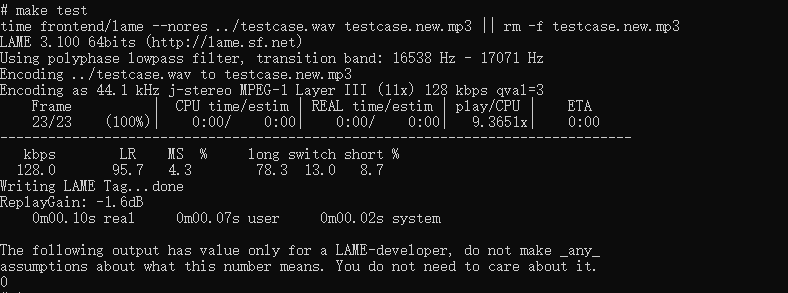 # make test
time frontend/lame --nores ../testcase.wav testcase.new.mp3 || rm -f testcase.new.mp3
LAME 3.100 64bits (http://lame.sf.net)
Using polyphase lowpass filter, transition band: 16538 Hz - 17071 Hz
Encoding ../testcase.wav to testcase.new.mp3
Encoding as 44.1 kHz j-stereo MPEG-1 Layer III (11x) 128 kbps qval=3
    Frame          |  CPU time/estim | REAL time/estim | play/CPU |    ETA
    23/23    (100%)|    0:00/    0:00|    0:00/    0:00|   9.3651x|    0:00
-------------------------------------------------------------------------------
   kbps        LR    MS  %     long switch short %
  128.0       95.7   4.3        78.3  13.0   8.7
Writing LAME Tag...done
ReplayGain: -1.6dB
    0m00.10s real     0m00.07s user     0m00.02s system

The following output has value only for a LAME-developer, do not make _any_
assumptions about what this number means. You do not need to care about it.
0